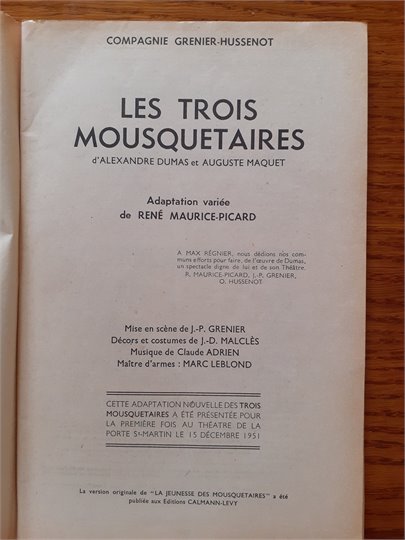 COMPAGNIE GRENIER-HUSSENOT
LES TROIS
MOUSQUETAIRES
d'ALEXANDRE DUMAS et AUGUSTE MAQUET
Adaptation variée
de RENÉ MAURICE-PICARD
A MAX RÉGNIER, nous dédions nos com-
muns efforts pour faire, de l'œuvre de Dumas,
un spectacle digne de lui et de son Théâtre.
R. MAURICE-PICARD, J.-P. GRENIER,
O. HUSSENOT
Mise en scène de J.-P. GRENIER
Décors et costumes de J.-D. MALCLÈS
Musique de Claude ADRIEN
Maître d'armes : MARC LEBLOND
CETTE ADAPTATION NOUVELLE DES TROIS
MOUSQUETAIRES A ÉTÉ PRÉSENTÉE POUR
LA PREMIÈRE FOIS AU THÉATRE DE LA
PORTE St-MARTIN LE 15 DÉCEMBRE 1951
La version originale de "LA JEUNESSE DES MOUSQUETAIRES" a été
publiée aux Editions CALMANN-LEVY